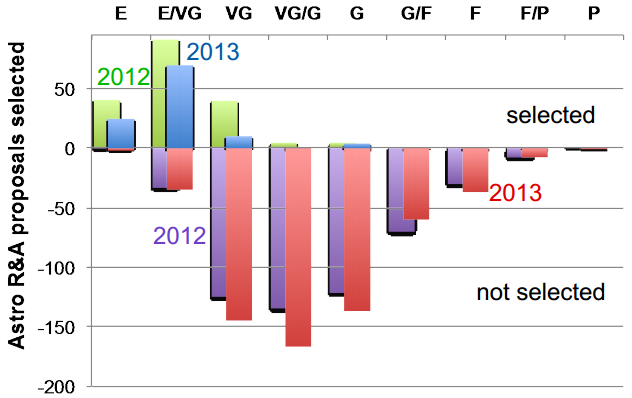 E E/VG VG VG/G G G/F F F/P P
Astro R&A proposals selected
50
0
-50
-100
-150
-200
2012
2013
selected
2012
2013
not selected